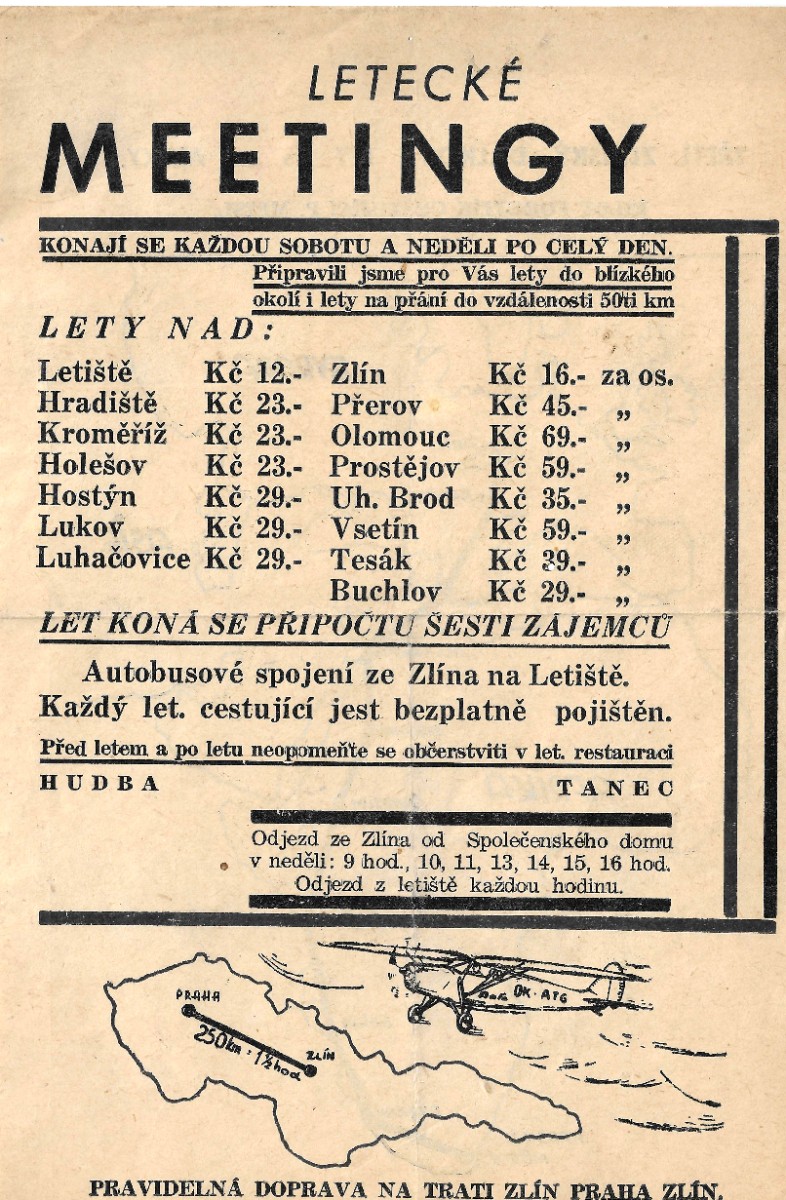 LETECKÉ
MEETINGY
KONAJÍ SE KAŽDOU SOBOTU A NEDĚLI PO CELÝ DEN.
Připravili jsme pro Vás lety do blízkého
okolí i lety na přání do vzdálenosti 50ti km
LETY NAD:
Letiště Kč 12.- Zlín Kč 16.- za os.
Hradiště Kč 23.- Přerov Kč 45.- „
Kroměříž Kč 23.- Olomouc Kč 69.- „
Holešov Kč 23.- Prostějov Kč 59.- „
Hostýn Kč 29.- Uh. Brod Kč 35.- „
Lukov Kč 29.- Vsetín Kč 59.- „
Luhačovice Kč 29.- Tesák Kč 39.- „
Buchlov Kč 29.- „
LET KONÁ SE PŘIPOČTU ŠESTI ZÁJEMCŮ
Autobusové spojení ze Zlína na Letiště.
Každý let. cestující jest bezplatně pojištěn.
Před letem a po letu neopomeňte se občerstviti v let. restauraci
HUDBA TANEC
Odjezd ze Zlína od Společenského domu
v neděli: 9 hod., 10, 11, 13, 14, 15, 16 hod.
Odjezd z letiště každou hodinu.
OK-ATG
PRAHA
250km: 1½hod
ZLÍN
PRAVIDELNÁ DOPRAVA NA TRATI ZLÍN PRAHA ZLÍN.